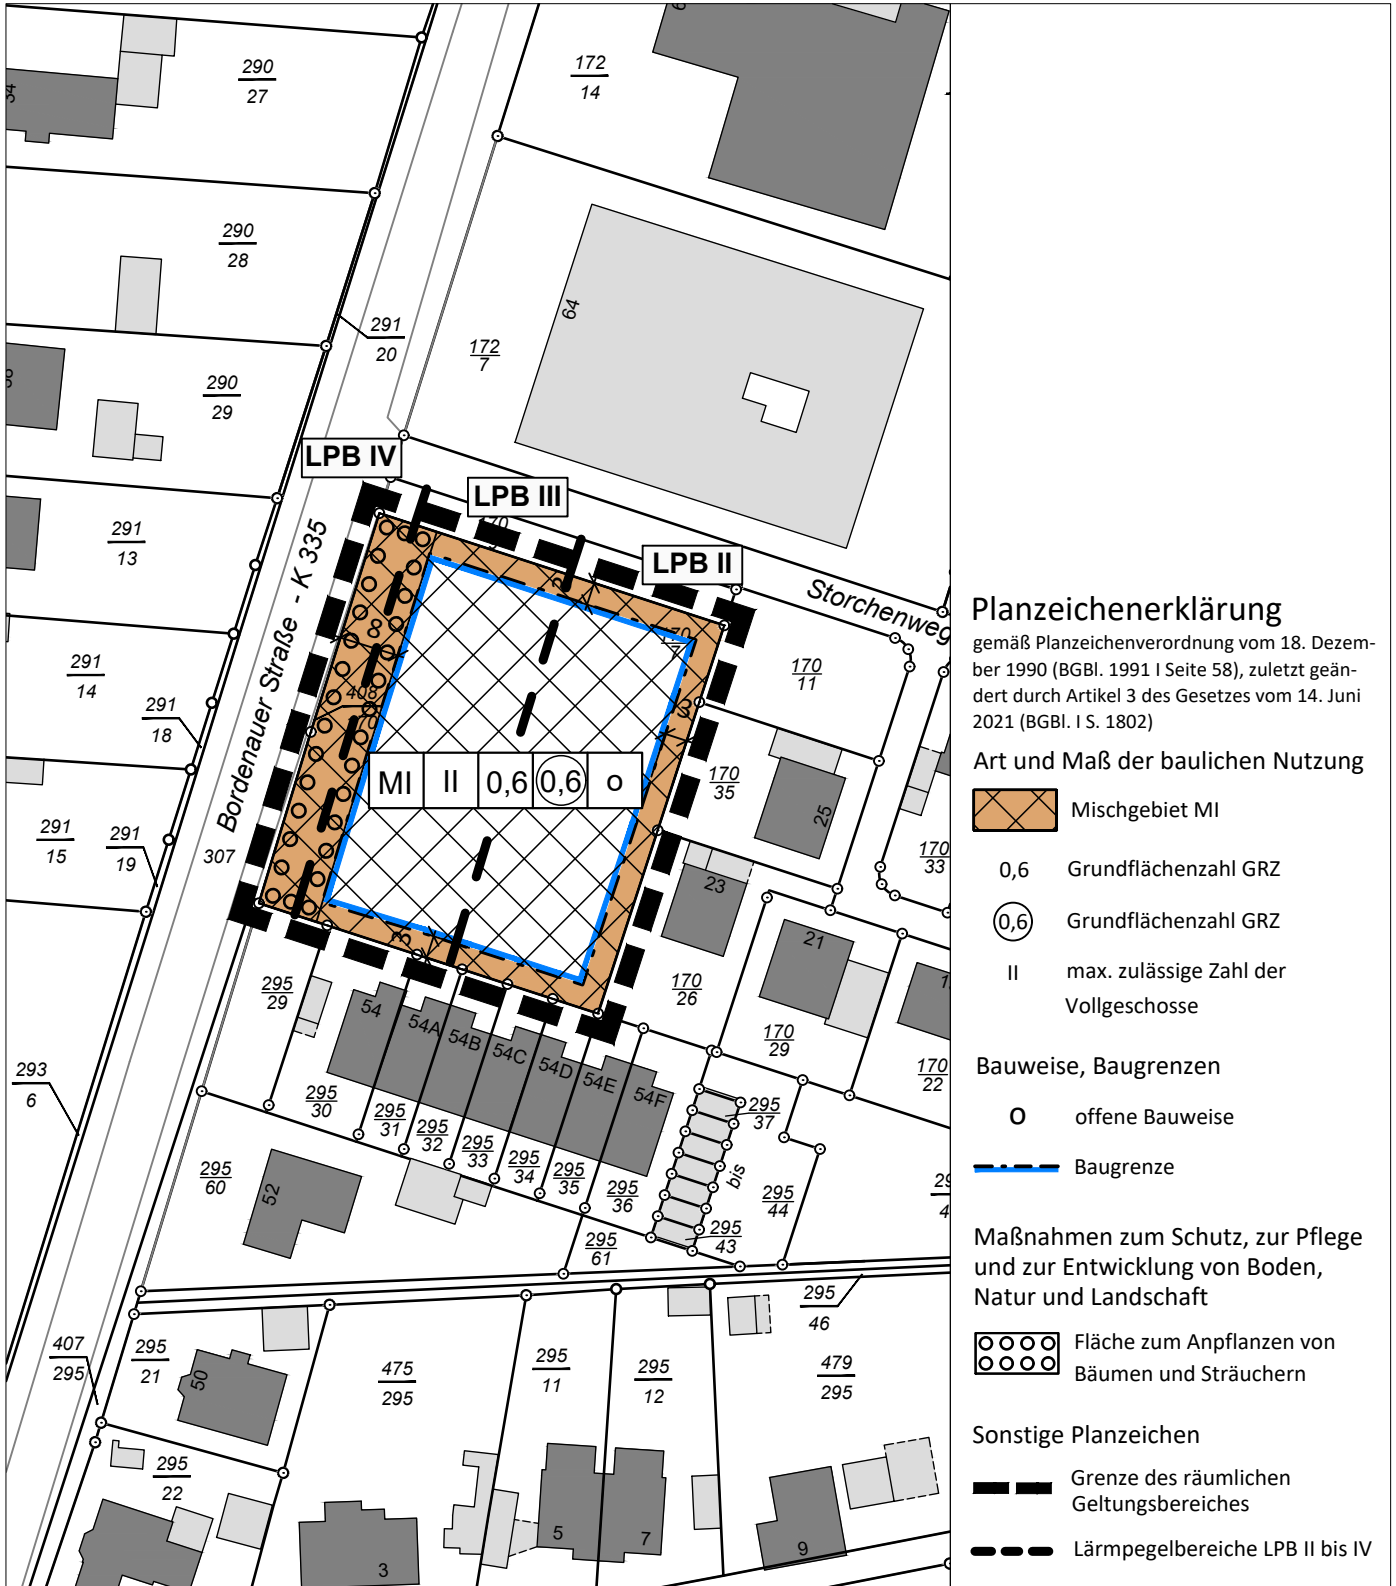 290
27
172
14
290
28
64
291
20
172
7
290
29
LPB IV
LPB III
LPB II
291
13
Bordenauer Straße - K 335
Storchenweg
291
14
170
11
291
18
8
408
3
MI II 0,6 0,6 o
170
35
25
291
15
291
19
307
170
33
23
3
21
295
29
170
26
54
54A
54B
54C
54D
54E
54F
170
29
170
22
293
6
295
30
295
31
295
32
295
33
295
34
295
35
295
36
295
37
bis
295
43
295
44
295
60
52
295
61
295
46
407
295
295
21
50
475
295
295
11
295
12
479
295
295
22
3
5
7
9
Planzeichenerklärung
gemäß Planzeichenverordnung vom 18. Dezem-
ber 1990 (BGBl. 1991 I Seite 58), zuletzt geän-
dert durch Artikel 3 des Gesetzes vom 14. Juni
2021 (BGBl. I S. 1802)
Art und Maß der baulichen Nutzung
Mischgebiet MI
0,6 Grundflächenzahl GRZ
0,6 Grundflächenzahl GRZ
II max. zulässige Zahl der
Vollgeschosse
Bauweise, Baugrenzen
o offene Bauweise
Baugrenze
Maßnahmen zum Schutz, zur Pflege
und zur Entwicklung von Boden,
Natur und Landschaft
Fläche zum Anpflanzen von
Bäumen und Sträuchern
Sonstige Planzeichen
Grenze des räumlichen
Geltungsbereiches
Lärmpegelbereiche LPB II bis IV